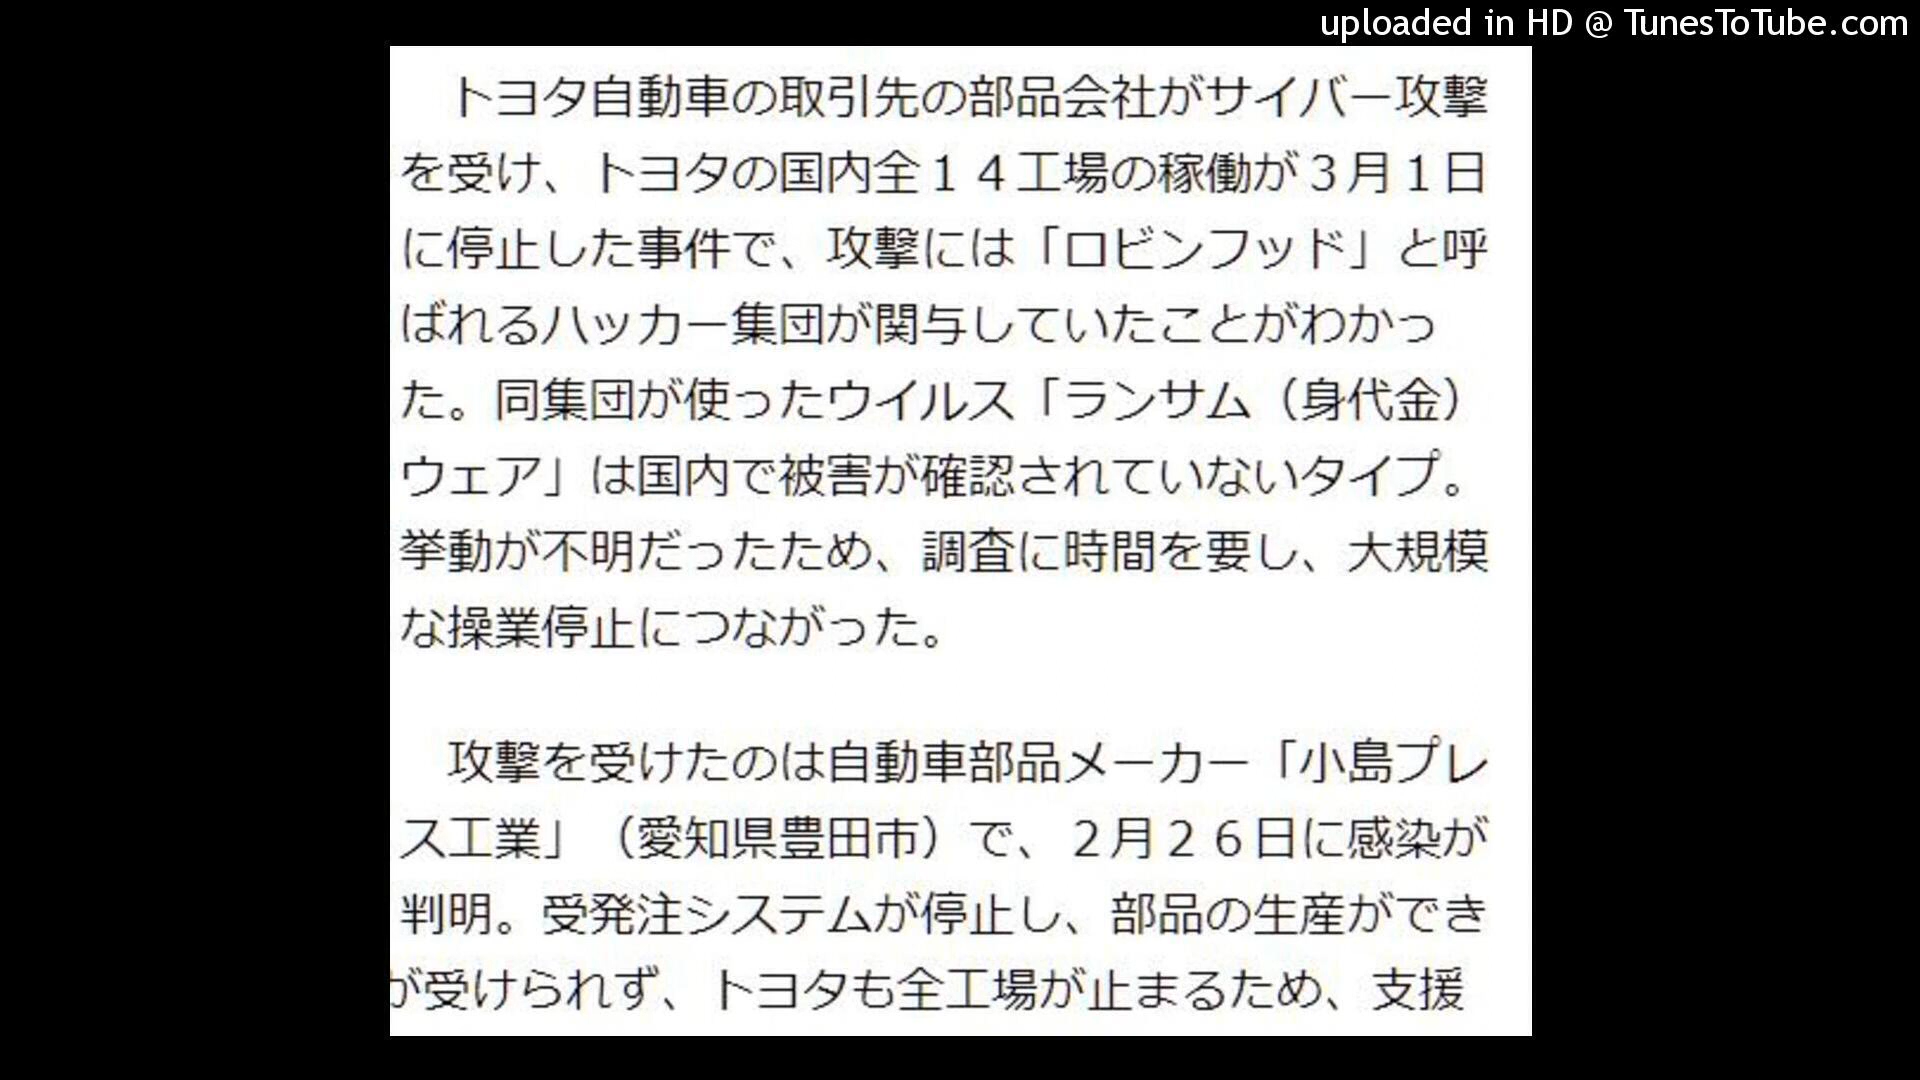 uploaded in HD @ TunesToTube.com
トヨタ自動車の取引先の部品会社がサイバー攻撃
を受け、トヨタの国内全１４工場の稼働が３月１日
に停止した事件で、攻撃には「ロビンフッド」と呼
ばれるハッカー集団が関与していたことがわかっ
た。同集団が使ったウイルス「ランサム（身代金）
ウェア」は国内で被害が確認されていないタイプ。
挙動が不明だったため、調査に時間を要し、大規模
な操業停止につながった。
攻撃を受けたのは自動車部品メーカー「小島プレ
ス工業」（愛知県豊田市）で、２月２６日に感染が
判明。受発注システムが停止し、部品の生産ができ
が受けられず、トヨタも全工場が止まるため、支援